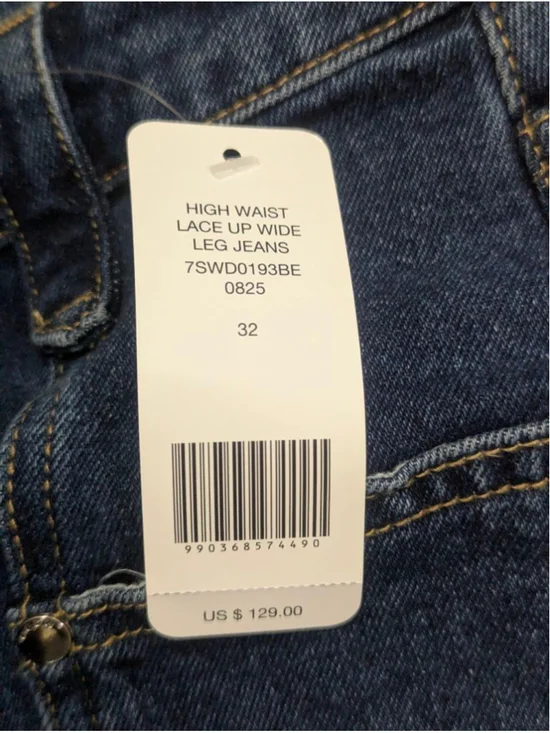 HIGH WAIST
LACE UP WIDE
LEG JEANS
7SWD0193BE
0825
32
990368574490
US $ 129.00